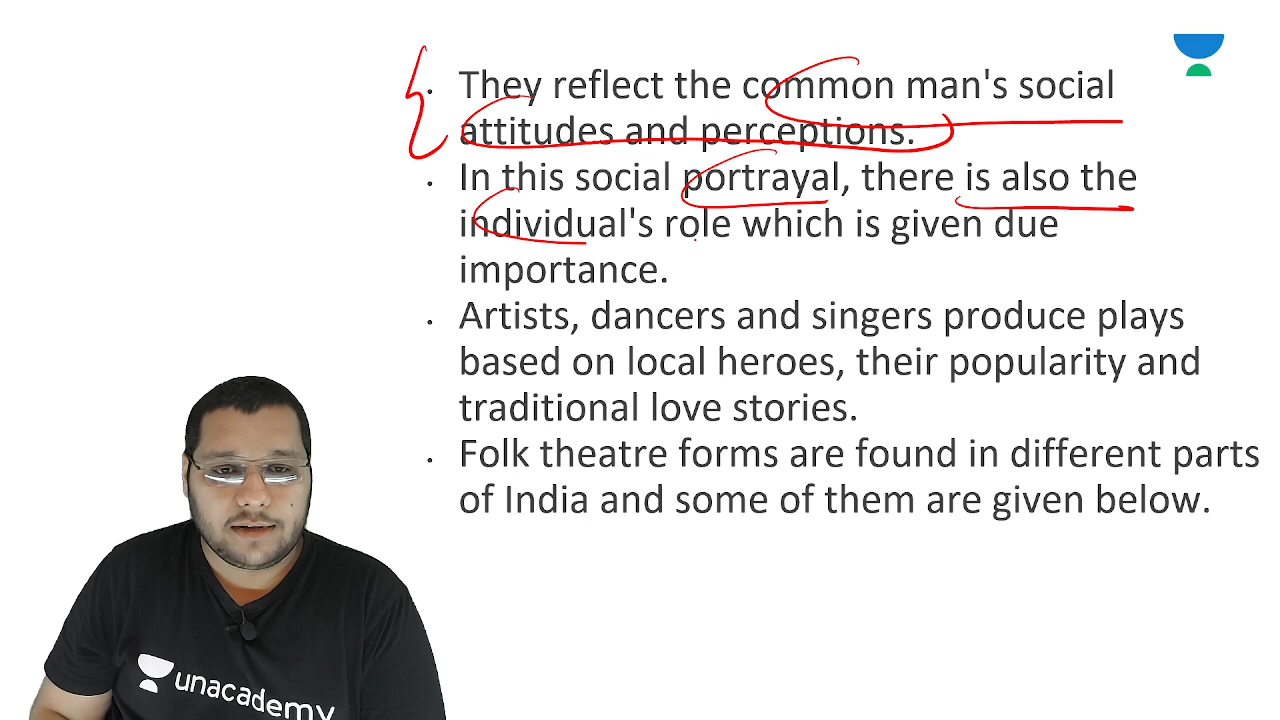 They reflect the common man's social
attitudes and perceptions.
In this social portrayal, there is also the
individual's role which is given due
importance.
Artists, dancers and singers produce plays
based on local heroes, their popularity and
traditional love stories.
Folk theatre forms are found in different parts
of India and some of them are given below.
unacademy